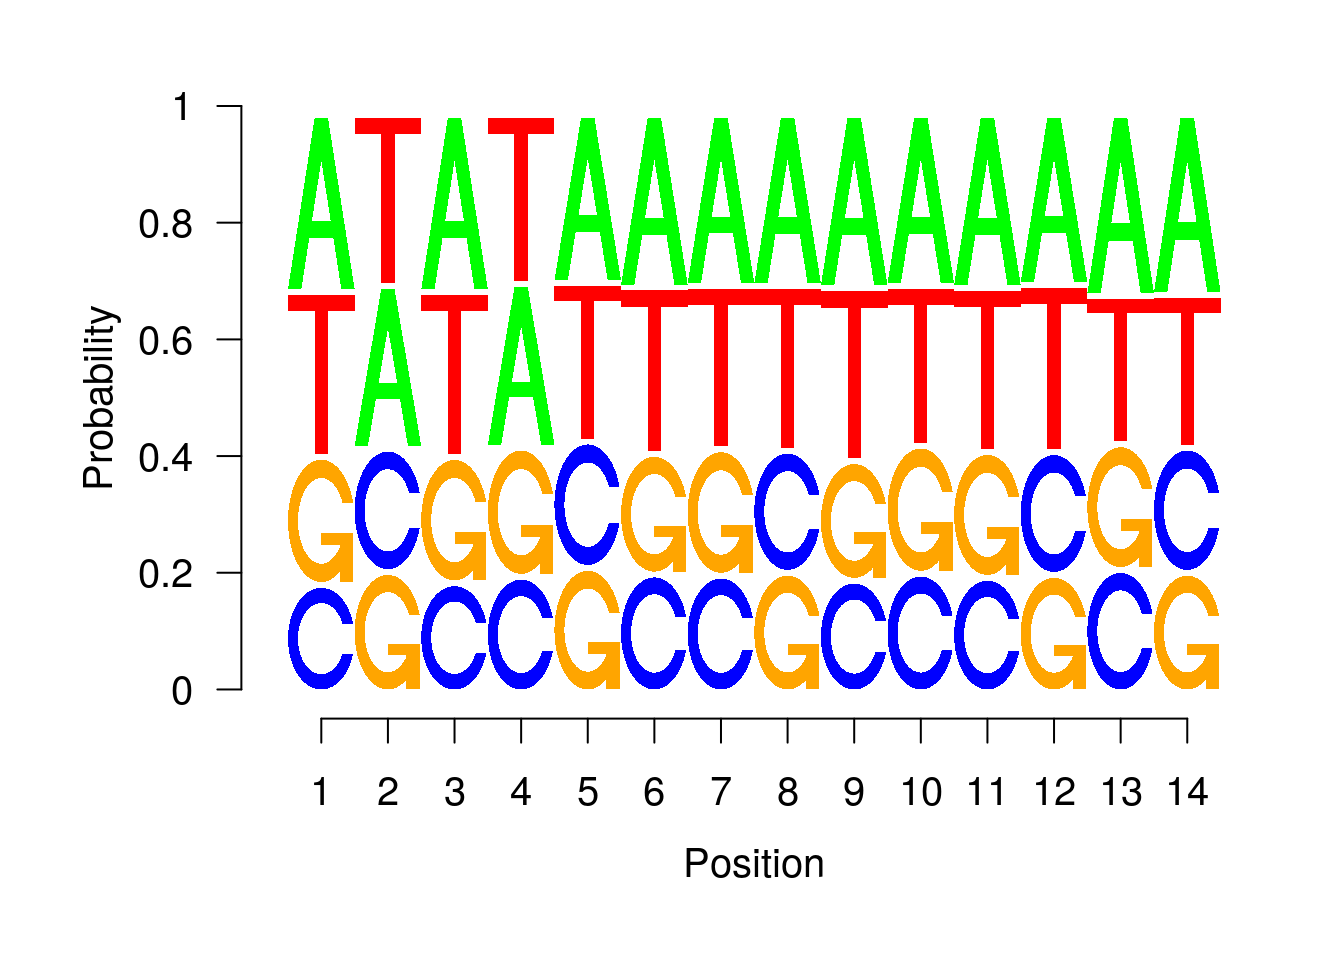 1
0.8
0.6
0.4
0.2
0
Probability
ATATAAAAAAAAAA
TATATTTTTTTTTT
GCGGCGGCGGGCGC
CGCCGCCGCCCGCG
1 2 3 4 5 6 7 8 9 10 11 12 13 14
Position